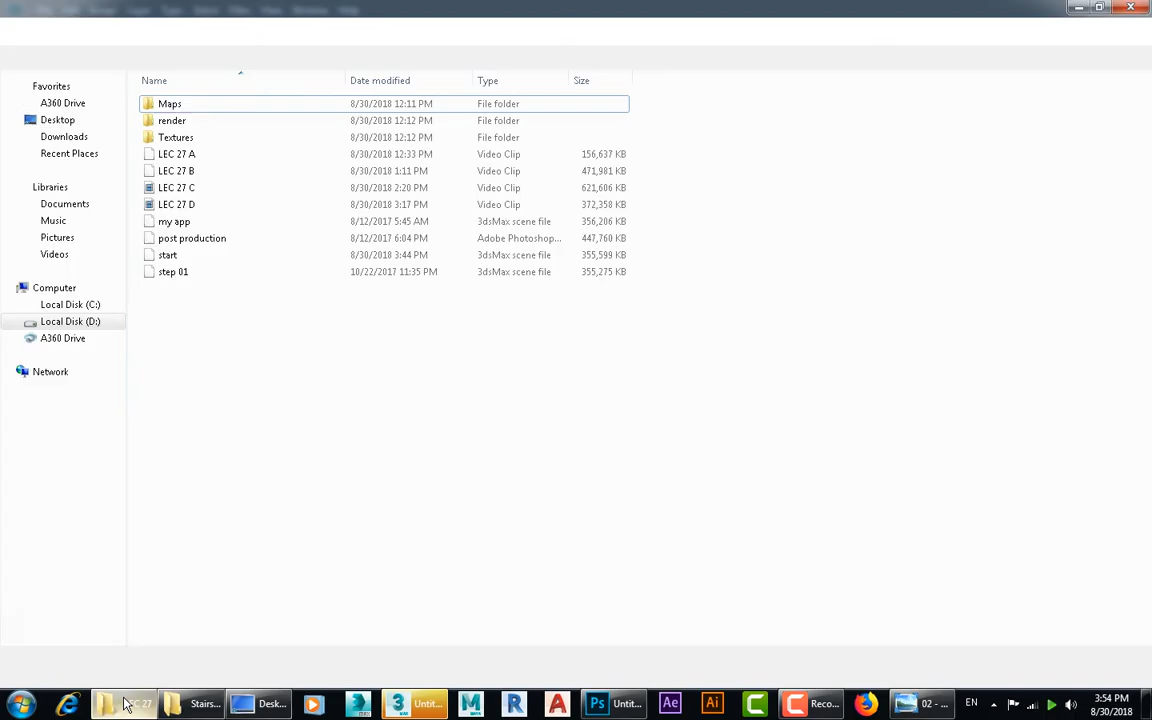 Name Date modified Type Size
Favorites
A360 Drive
Desktop
Downloads
Recent Places
Libraries
Documents
Music
Pictures
Videos
Computer
Local Disk (C:)
Local Disk (D:)
A360 Drive
Network
Maps 8/30/2018 12:11 PM File folder
render 8/30/2018 12:12 PM File folder
Textures 8/30/2018 12:12 PM File folder
LEC 27 A 8/30/2018 12:33 PM Video Clip 156,637 KB
LEC 27 B 8/30/2018 1:11 PM Video Clip 471,981 KB
LEC 27 C 8/30/2018 2:20 PM Video Clip 621,606 KB
LEC 27 D 8/30/2018 3:17 PM Video Clip 372,358 KB
my app 8/12/2017 5:45 AM 3dsMax scene file 356,206 KB
post production 8/12/2017 6:04 PM Adobe Photoshop... 447,760 KB
start 8/30/2018 3:44 PM 3dsMax scene file 355,599 KB
step 01 10/22/2017 11:35 PM 3dsMax scene file 355,275 KB
27 Stairs... Desk... Untit... Untit... Reco... 02 - ... EN 3:54 PM
8/30/2018